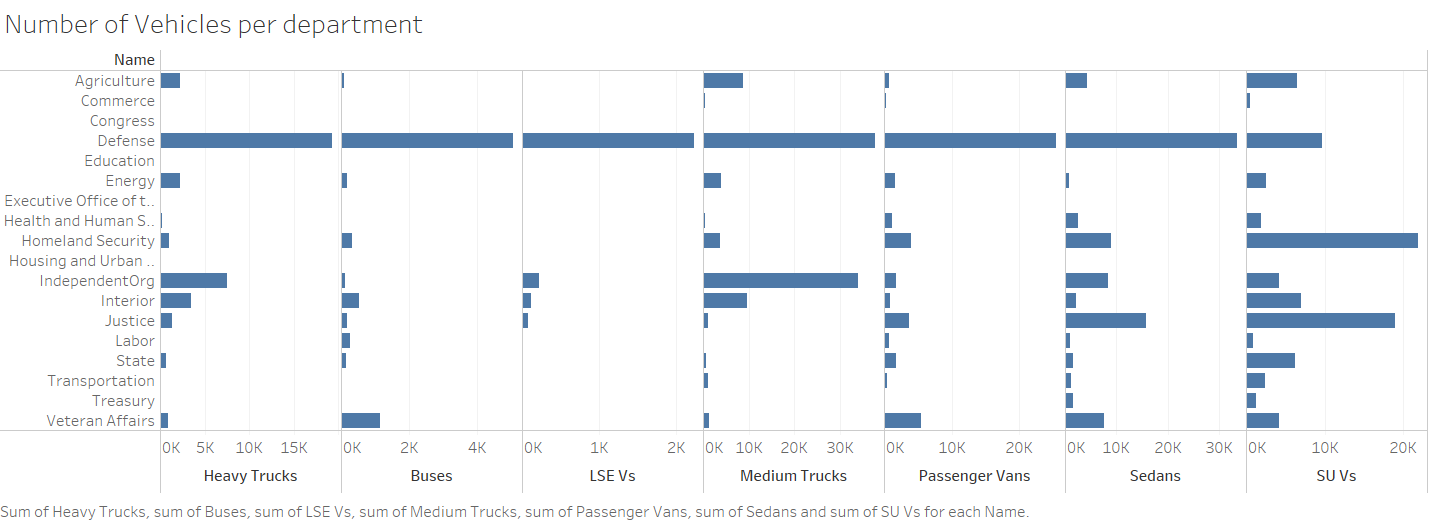 Number of Vehicles per department
Name
Agriculture
Commerce
Congress
Defense
Education
Energy
Executive Office of t..
Health and Human S..
Homeland Security
Housing and Urban ..
IndependentOrg
Interior
Justice
Labor
State
Transportation
Treasury
Veteran Affairs
0K 5K 10K 15K 0K 2K 4K 0K 1K 2K 0K 10K 20K 30K 0K 10K 20K 0K 10K 20K 30K 0K 10K 20K
Heavy Trucks Buses LSE Vs Medium Trucks Passenger Vans Sedans SU Vs
Sum of Heavy Trucks, sum of Buses, sum of LSE Vs, sum of Medium Trucks, sum of Passenger Vans, sum of Sedans and sum of SU Vs for each Name.